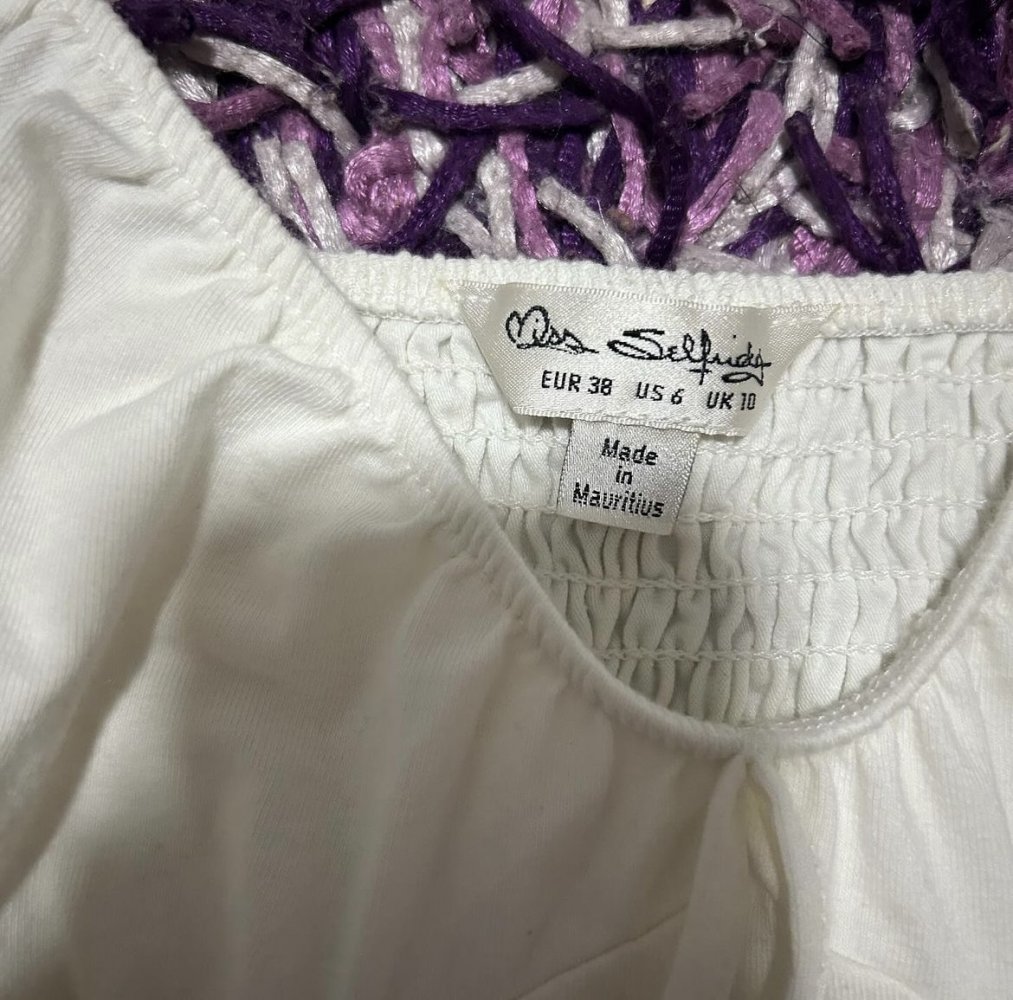 Miss Selfridge
EUR 38 US 6 UK 10
Made
in
Mauritius